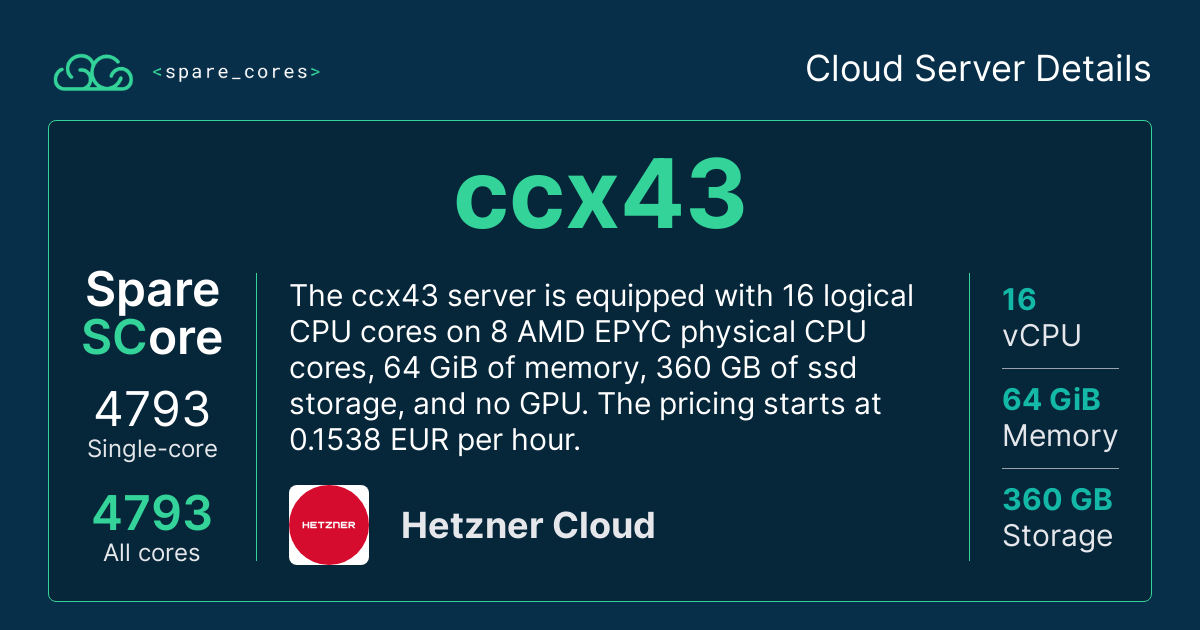 <spare_cores>
Cloud Server Details
ccx43
Spare
SCore
4793
Single-core
4793
All cores
The ccx43 server is equipped with 16 logical
CPU cores on 8 AMD EPYC physical CPU
cores, 64 GiB of memory, 360 GB of ssd
storage, and no GPU. The pricing starts at
0.1538 EUR per hour.
HETZNER
Hetzner Cloud
16
vCPU
64 GiB
Memory
360 GB
Storage